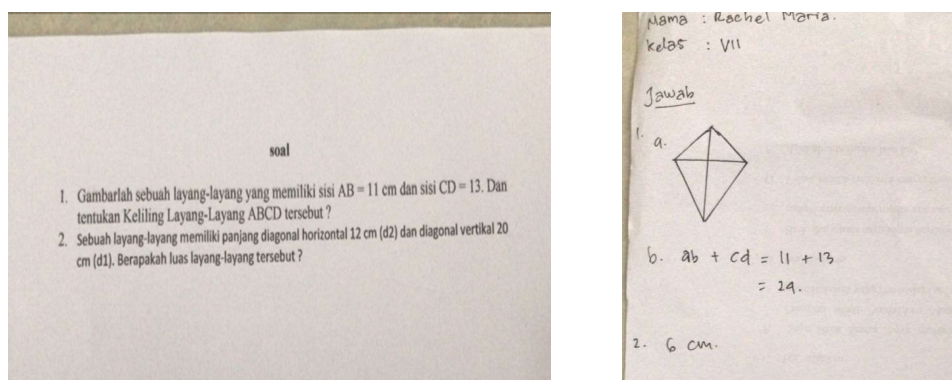 soal
1. Gambarlah sebuah layang-layang yang memiliki sisi AB = 11 cm dan sisi CD = 13. Dan
tentukan Keliling Layang-Layang ABCD tersebut ?
2. Sebuah layang-layang memiliki panjang diagonal horizontal 12 cm (d2) dan diagonal vertikal 20
cm (d1). Berapakah luas layang-layang tersebut ?
Nama : Rachel Maria.
Kelas : VII
Jawab
1. a.
b. ab + cd = 11 + 13
= 24.
2. 6 cm.